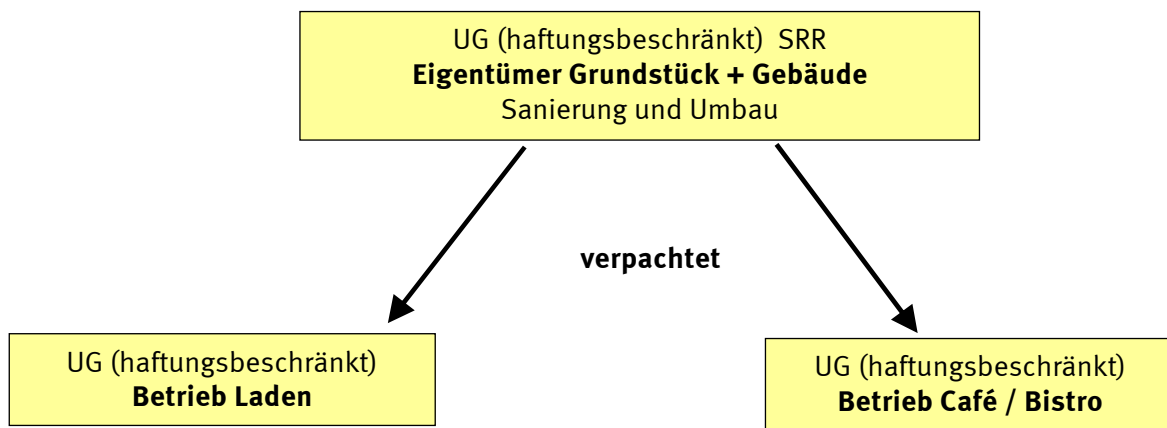 UG (haftungsbeschränkt) SRR
Eigentümer Grundstück + Gebäude
Sanierung und Umbau
verpachtet
UG (haftungsbeschränkt)
Betrieb Laden
UG (haftungsbeschränkt)
Betrieb Café / Bistro